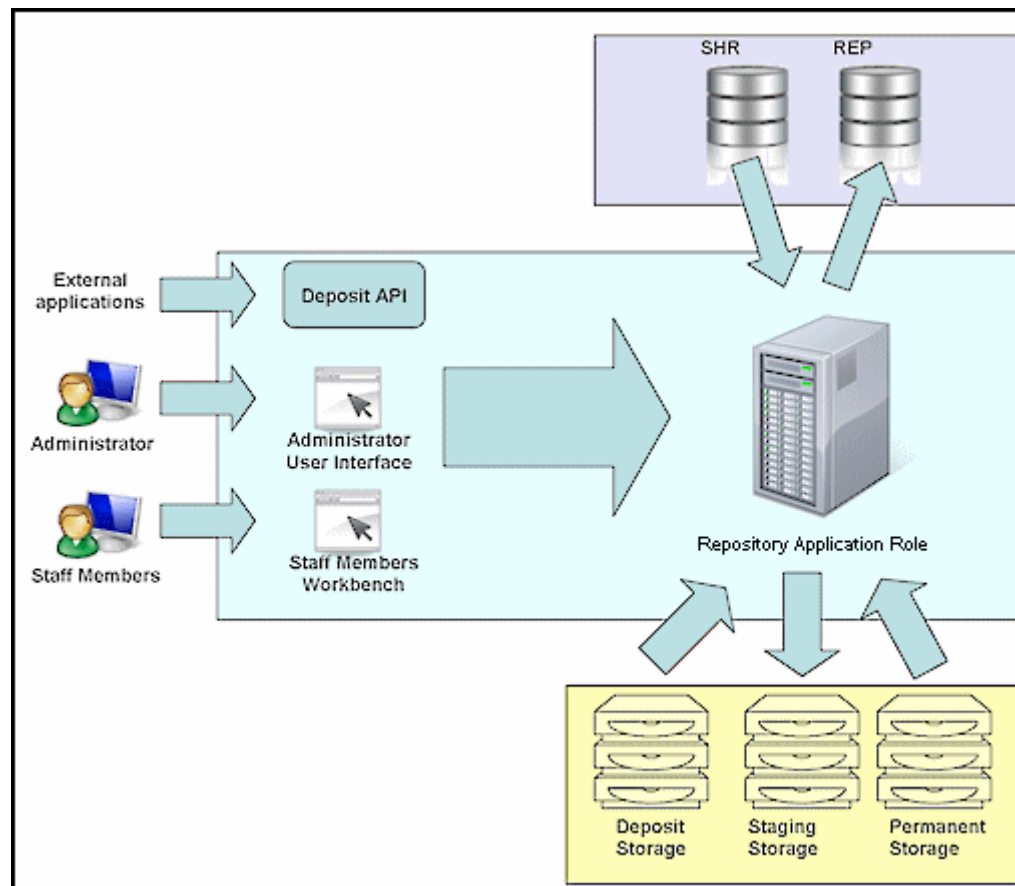 SHR
REP
External
applications
Deposit API
Administrator
Administrator
User Interface
Staff Members
Staff Members
Workbench
Repository Application Role
Deposit
Storage
Staging
Storage
Permanent
Storage